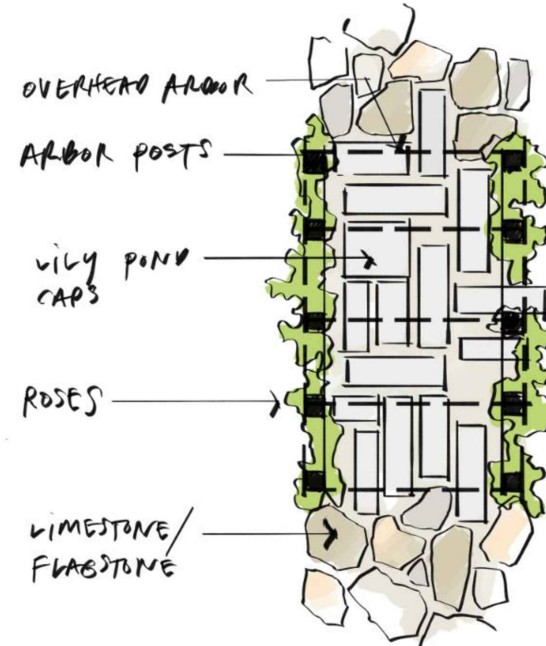 OVERHEAD ARBOR
ARBOR POSTS
LILY POND
CAPS
ROSES
LIMESTONE/
FLAGSTONE